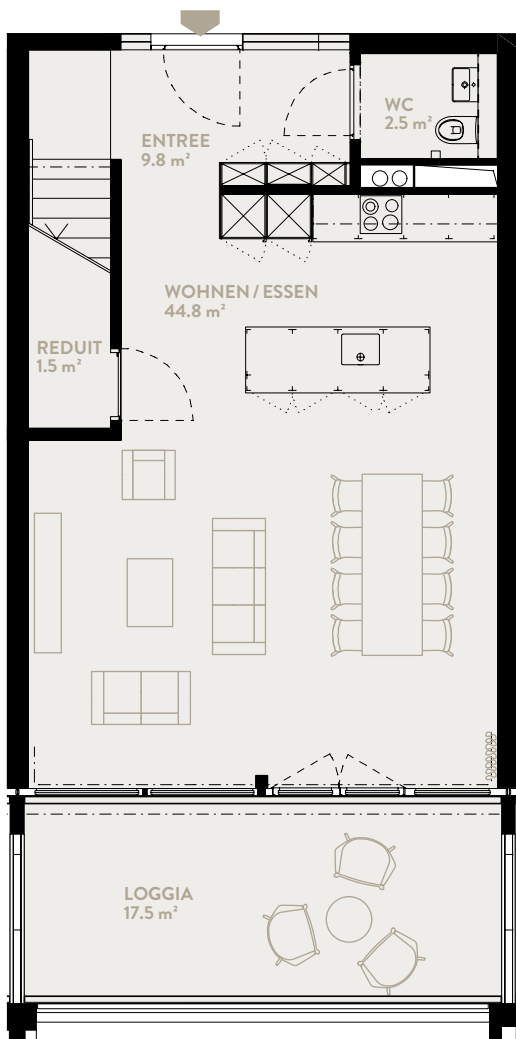 WC
2.5 m²
ENTREE
9.8 m²
WOHNEN / ESSEN
44.8 m²
REDUIT
1.5 m²
LOGGIA
17.5 m²